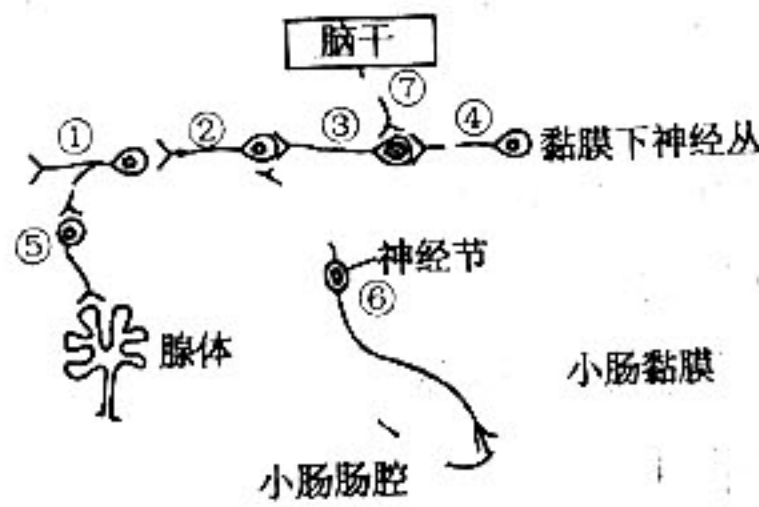 脑干
⑦
① ② ③ ④ 黏膜下神经丛
⑤ 神经节
⑥
腺体
小肠黏膜
小肠肠腔